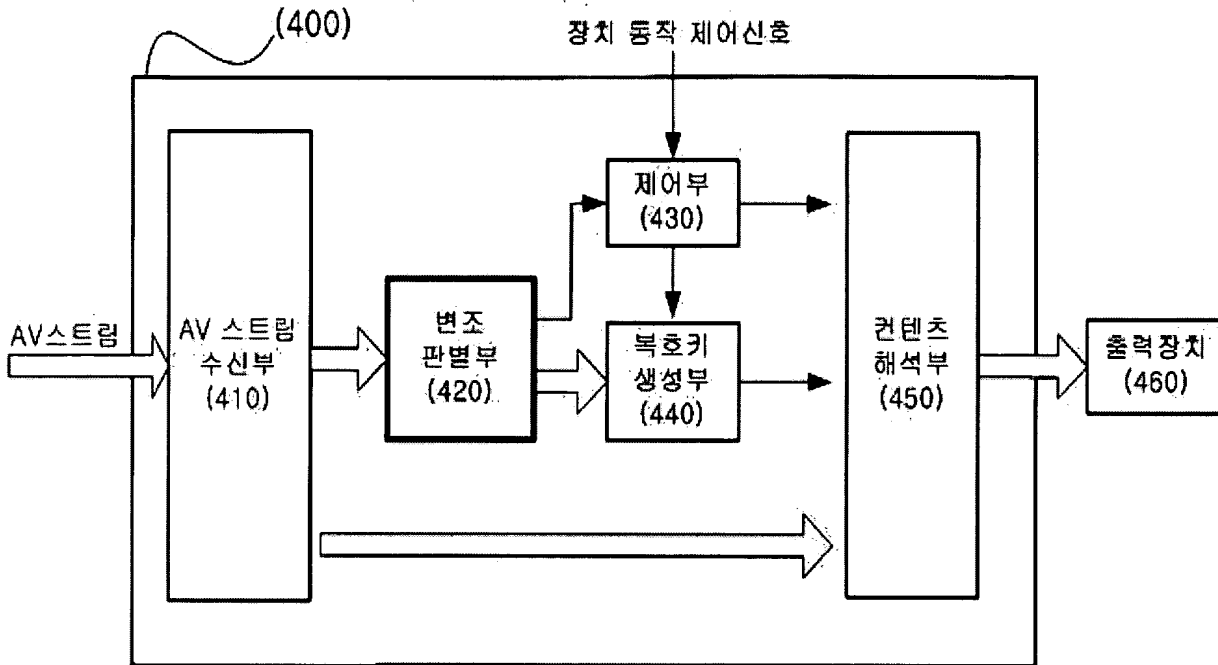 (400)
장치 동작 제어신호
제어부
(430)
AV스트림
AV 스트림
수신부
(410)
변조
판별부
(420)
복호키
생성부
(440)
컨텐츠
해석부
(450)
출력장치
(460)